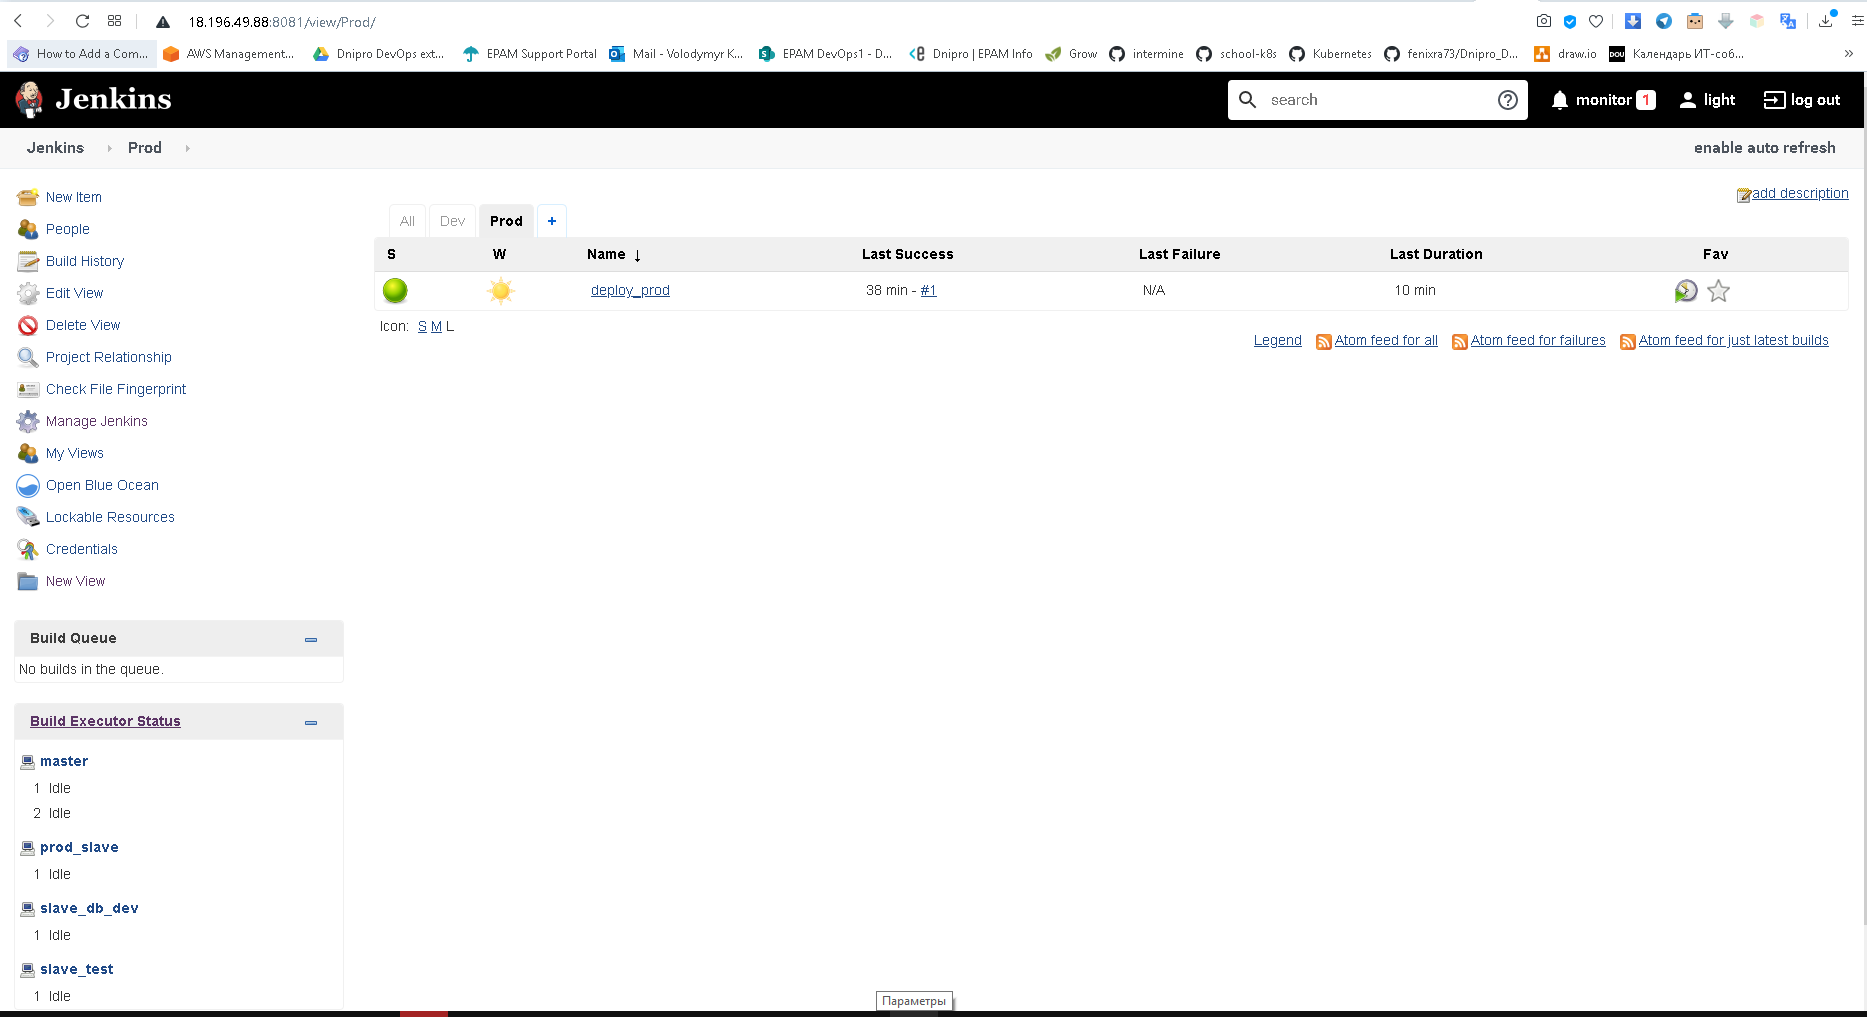 18.196.49.88:8081/view/Prod/
How to Add a Com... AWS Management... Dnipro DevOps ext... EPAM Support Portal Mail - Volodymyr K... EPAM DevOps1 - D... Dnipro | EPAM Info Grow intermine school-k8s Kubernetes fenixra73/Dnipro_D... draw.io DOU Календарь ИТ-соб... »
Jenkins search monitor 1 light log out
Jenkins Prod enable auto refresh
add description
New Item
People
Build History
Edit View
Delete View
Project Relationship
Check File Fingerprint
Manage Jenkins
My Views
Open Blue Ocean
Lockable Resources
Credentials
New View
All Dev Prod +
S W Name ↓ Last Success Last Failure Last Duration Fav
deploy_prod 38 min - #1 N/A 10 min
Icon: S M L
Legend Atom feed for all Atom feed for failures Atom feed for just latest builds
Build Queue
No builds in the queue.
Build Executor Status
master
1 Idle
2 Idle
prod_slave
1 Idle
slave_db_dev
1 Idle
slave_test
1 Idle
Параметры